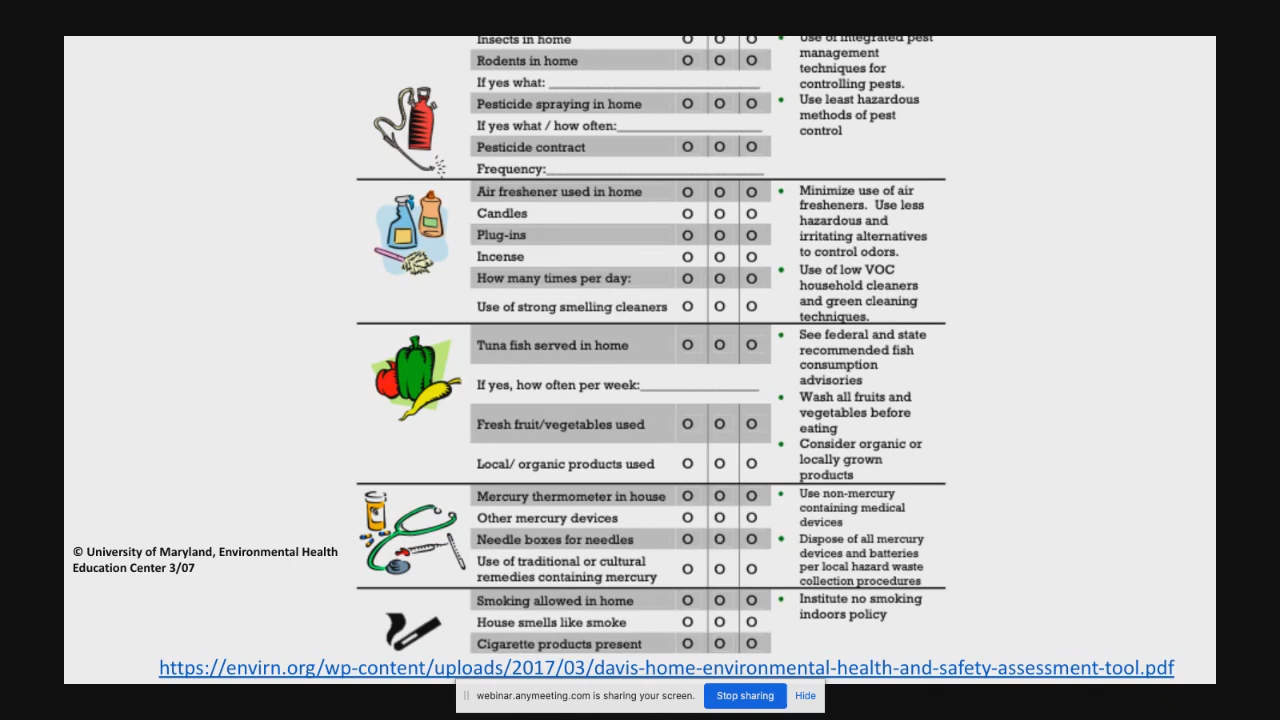 Insects in home O O O
Rodents in home O O O
If yes what: ____________________
Pesticide spraying in home O O O
If yes what / how often:____________________
Pesticide contract O O O
Frequency:____________________
• Use of integrated pest
management
techniques for
controlling pests.
• Use least hazardous
methods of pest
control
Air freshener used in home O O O
Candles O O O
Plug-ins O O O
Incense O O O
How many times per day: O O O
Use of strong smelling cleaners O O O
• Minimize use of air
fresheners. Use less
hazardous and
irritating alternatives
to control odors.
• Use of low VOC
household cleaners
and green cleaning
techniques.
Tuna fish served in home O O O
If yes, how often per week:____________________
Fresh fruit/vegetables used O O O
Local/ organic products used O O O
• See federal and state
recommended fish
consumption
advisories
• Wash all fruits and
vegetables before
eating
• Consider organic or
locally grown
products
Mercury thermometer in house O O O
Other mercury devices O O O
Needle boxes for needles O O O
Use of traditional or cultural
remedies containing mercury O O O
• Use non-mercury
containing medical
devices
• Dispose of all mercury
devices and batteries
per local hazard waste
collection procedures
Smoking allowed in home O O O
House smells like smoke O O O
Cigarette products present O O O
• Institute no smoking
indoors policy
© University of Maryland, Environmental Health
Education Center 3/07
https://envirn.org/wp-content/uploads/2017/03/davis-home-environmental-health-and-safety-assessment-tool.pdf
webinar.anymeeting.com is sharing your screen.
Stop sharing
Hide